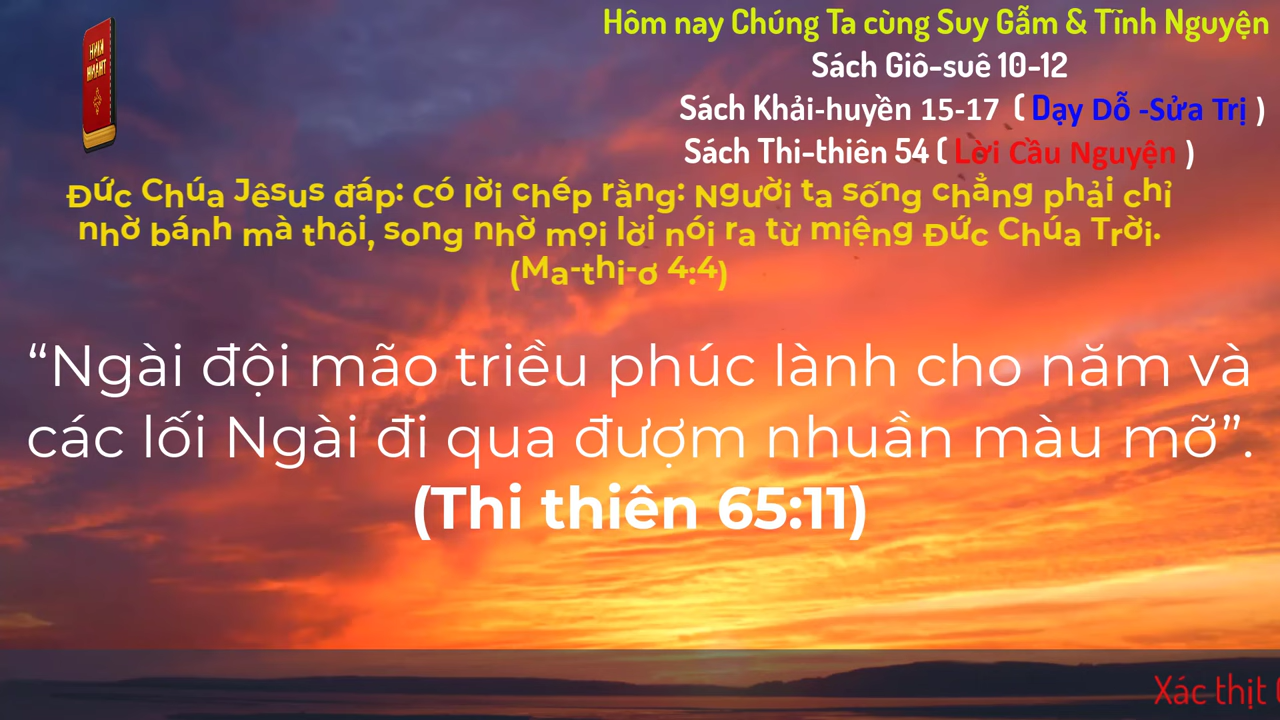 Hôm nay Chúng Ta cùng Suy Gẫm & Tĩnh Nguyện
Sách Giô-suê 10-12
Sách Khải-huyền 15-17 ( Dạy Dỗ -Sửa Trị )
Sách Thi-thiên 54 ( Lời Cầu Nguyện )
Đức Chúa Jêsus đáp: Có lời chép rằng: Người ta sống chẳng phải chỉ
nhờ bánh mà thôi, song nhờ mọi lời nói ra từ miệng Đức Chúa Trời.
(Ma-thi-ơ 4:4)
“Ngài đội mão triều phúc lành cho năm và
các lối Ngài đi qua đượm nhuần màu mỡ”.
(Thi thiên 65:11)
Xác thịt